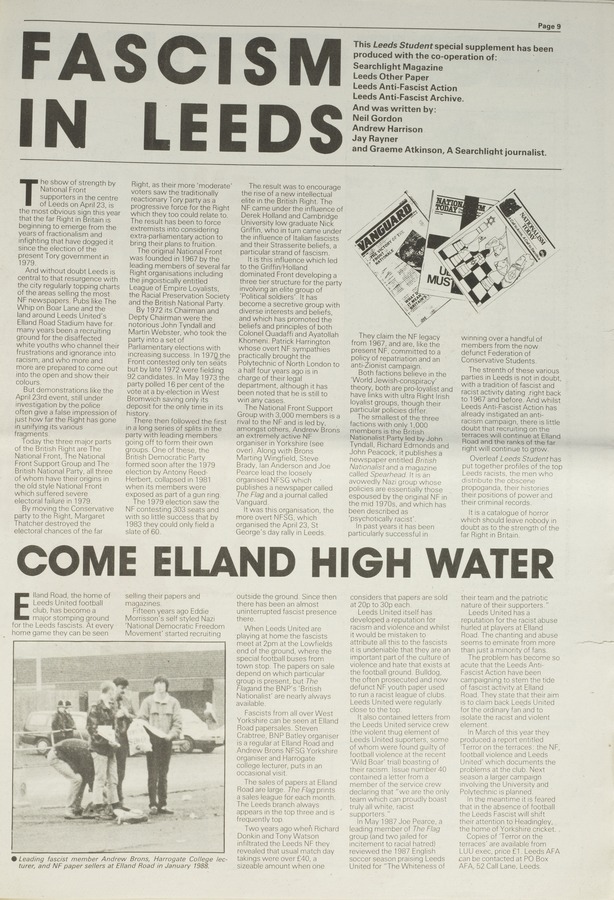 Page 9
FASCISM
IN LEEDS
This Leeds Student special supplement has been
produced with the co-operation of:
Searchlight Magazine
Leeds Other Paper
Leeds Anti-Fascist Action
Leeds Anti-Fascist Archive.
And was written by:
Neil Gordon
Andrew Harrison
Jay Rayner
and Graeme Atkinson, A Searchlight journalist.
The show of strength by
National Front
supporters in the centre
of Leeds on April 23, is
the most obvious sign this year
that the far Right in Britain is
beginning to emerge from the
years of fractionalism and
infighting that have dogged it
since the election of the
present Tory government in
1979.
And without doubt Leeds is
central to that resurgence with
the city regularly topping charts
of the areas selling the most
NF newspapers. Pubs like The
Whip on Boar Lane and the
land around Leeds United's
Elland Road Stadium have for
many years been a recruiting
ground for the disaffected
white youths who channel their
frustrations and ignorance into
racism, and who more and
more are prepared to come out
into the open and show their
colours.
But demonstrations like the
April 23rd event, still under
investigation by the police
often give a false impression of
just how far the Right has gone
in unifying its various
fragments.
Today the three major parts
of the British Right are The
National Front, The National
Front Support Group and The
British National Party, all three
of whom have their origins in
the old style National Front
which suffered severe
electoral failure in 1979.
By moving the Conservative
party to the Right, Margaret
Thatcher destroyed the
electoral chances of the far
Right, as their more 'moderate'
voters saw the traditionally
reactionary Tory party as a
progressive force for the Right
which they too could relate to.
The result has been to force
extremists into considering
extra-parliamentary action to
bring their plans to fruition.
The original National Front
was founded in 1967 by the
leading members of several far
Right organisations including
the jingoistically entitled
League of Empire Loyalists,
the Racial Preservation Society
and the British National Party.
By 1972 its Chairman and
Depty Chairman were the
notorious John Tyndall and
Martin Webster, who took the
party into a set of
Parliamentary elections with
increasing success. In 1970 the
Front contested only ten seats
but by late 1972 were fielding
92 candidates. In May 1973 the
party polled 16 per cent of the
vote at a by-election in West
Bromwich saving only its
deposit for the only time in its
history.
There then followed the first
in a long series of splits in the
party with leading members
going off to form their own
groups. One of these, the
British Democratic Party
formed soon after the 1979
election by Antony Reed-
Herbert, collapsed in 1981
when its members were
exposed as part of a gun ring.
The 1979 election saw the
NF contesting 303 seats and
with so little success that by
1983 they could only field a
slate of 60.
The result was to encourage
the rise of a new intellectual
elite in the British Right. The
NF came under the influence of
Derek Holland and Cambridge
University low graduate Nick
Griffin, who in turn came under
the influence of Italian fascists
and their Strasserite beliefs, a
particular strand of fascism.
It is this influence which led
to the Griffin/Holland
dominated Front developing a
three tier structure for the party
involving an elite group of
'Political soldiers'. It has
become a secretive group with
diverse interests and beliefs,
and which has promoted the
beliefs and principles of both
Colonel Quadaffi and Ayatollah
Khomeni. Patrick Harrington
whose overt NF sympathies
practically brought the
Polytechnic of North London to
a half four years ago is in
charge of their legal
department, although it has
been noted that he is still to
win any cases.
The National Front Support
Group with 3,000 members is a
rival to the NF and is led by,
amongst others, Andrew Brons
an extremely active NF
organiser in Yorkshire (see
over). Along with Brons
Marting Wingfield, Steve
Brady, Ian Anderson and Joe
Pearce lead the loosely
organised NFSG which
publishes a newspaper called
The Flag and a journal called
Vanguard.
It was this organisation, the
more overt NFSG, which
organised the April 23, St
George's day rally in Leeds.
VANGUARD
NATIONALISM
TODAY
NATIONALISM
TODAY
They claim the NF legacy
from 1967, and are, like the
present NF, committed to a
policy of repatriation and an
anti-Zionist campaign.
Both factions believe in the
'World Jewish-conspiracy'
theory, both are pro-loyalist and
have links with ultra Right Irish
loyalist groups, though their
particular policies differ.
The smallest of the three
factions with only 1,000
members is the British
Nationalist Party led by John
Tyndall, Richard Edmonds and
John Peacock, it publishes a
newspaper entitled British
Nationalist and a magazine
called Spearhead. It is an
avowedly Nazi group whose
policies are essentially those
espoused by the original NF in
the mid 1970s, and which has
been described as
'psychotically racist'.
In past years it has been
particularly successful in
winning over a handful of
members from the now
defunct Federation of
Conservative Students.
The strenth of these various
parties in Leeds is not in doubt,
with a tradition of fascist and
racist activity dating right back
to 1967 and before. And whilst
Leeds Anti-Fascist Action has
already instigated an anti-
racism campaign, there is little
doubt that recruiting on the
terraces will continue at Elland
Road and the ranks of the far
right will continue to grow.
Overleaf Leeds Student has
put together profiles of the top
Leeds racists, the men who
distribute the obscene
propaganda, their histories
their positions of power and
their criminal records.
It is a catalogue of horror
which should leave nobody in
doubt as to the strength of the
far Right in Britain.
COME ELLAND HIGH WATER
Elland Road, the home of
Leeds United football
club, has become a
major stomping ground
for the Leeds fascists. At every
home game they can be seen
selling their papers and
magazines.
Fifteen years ago Eddie
Morrison's self styled Nazi
'National Democratic Freedom
Movement' started recruiting
● Leading fascist member Andrew Brons, Harrogate College lec-
turer, and NF paper sellers at Elland Road in January 1988.
outside the ground. Since then
there has been an almost
uninterrupted fascist presence
there.
When Leeds United are
playing at home the fascists
meet at 2pm at the Lowfields
end of the ground, where the
special football buses from
town stop. The papers on sale
depend on which particular
group is present, but The
Flag and the BNP's 'British
Nationalist' are nearly always
available.
Fascists from all over West
Yorkshire can be seen at Elland
Road papersales. Steven
Crabtree, BNP Batley organiser
is a regular at Elland Road and
Andrew Brons NFSG Yorkshire
organiser and Harrogate
college lecturer, puts in an
occasional visit.
The sales of papers at Elland
Road are large. The Flag prints
a sales league for each month.
The Leeds branch always
appears in the top three and is
frequently top.
Two years ago when Richard
Donkin and Tony Watson
infiltrated the Leeds NF they
revealed that usual match day
takings were over £40, a
sizeable amount when one
considers that papers are sold
at 20p to 30p each.
Leeds United itself has
developed a reputation for
racism and violence and whilst
it would be mistaken to
attribute all this to the fascists
it is undeniable that they are an
important part of the culture of
violence and hate that exists at
the football ground. Bulldog,
the often prosecuted and now
defunct NF youth paper used
to run a racist league of clubs.
Leeds United were regularly
close to the top.
It also contained letters from
the Leeds United service crew
(the violent thug element of
Leeds United suporters, some
of whom were found guilty of
football violence at the recent
'Wild Boar' trial) boasting of
their racism. Issue number 40
contained a letter from a
member of the service crew
declaring that "we are the only
team which can proudly boast
truly all white, racist
supporters."
In May 1987 Joe Pearce, a
leading member of The Flag
group (and two jailed for
incitement to racial hatred)
reviewed the 1987 English
soccer season praising Leeds
United for "The Whiteness of
their team and the patriotic
nature of their supporters."
Leeds United has a
reputation for the racist abuse
hurled at players at Elland
Road. The chanting and abuse
seems to eminate from more
than just a minority of fans.
The problem has become so
acute that the Leeds Anti-
Fascist Action have been
campaigning to stem the tide
of fascist activity at Elland
Road. They state that their aim
is to claim back Leeds United
for the ordinary fan and to
isolate the racist and violent
element.
In March of this year they
produced a report entitled
'Terror on the terraces: the NF,
football violence and Leeds
United' which documents the
problems at the club. Next
season a larger campaign
involving the University and
Polytechnic is planned.
In the meantime it is feared
that in the absence of football
the Leeds Fascist will shift
their attention to Headingley,
the home of Yorkshire cricket...
Copies of 'Terror on the
terraces' are available from
LUU exec, price £1. Leeds AFA
can be contacted at PO Box
AFA, 52 Call Lane, Leeds.